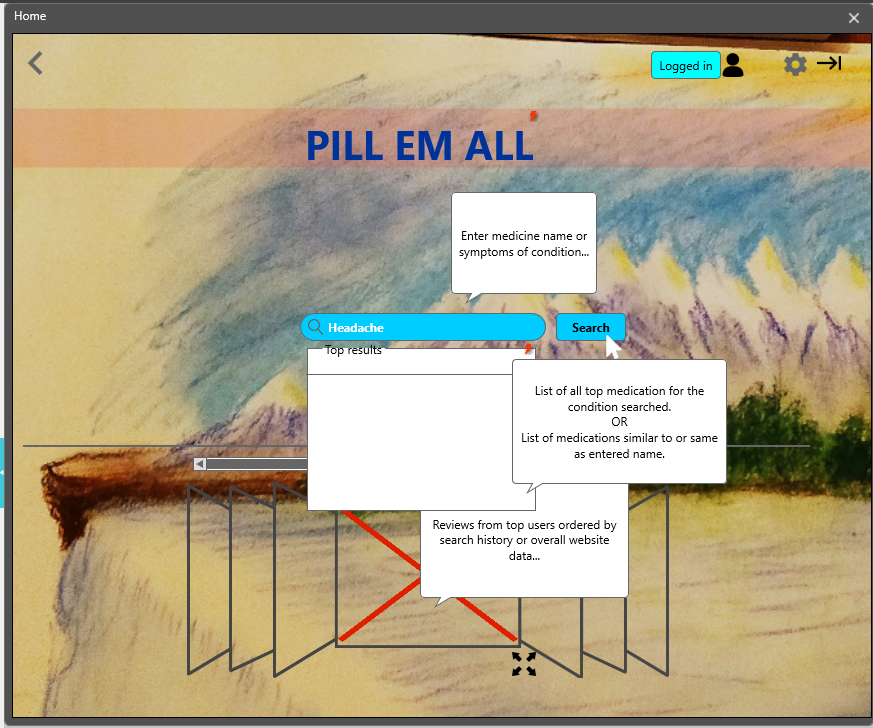 Home
Logged in
PILL EM ALL
Enter medicine name or
symptoms of condition...
Headache
Search
Top results
List of all top medication for the
condition searched.
OR
List of medications similar to or same
as entered name.
Reviews from top users ordered by
search history or overall website
data...